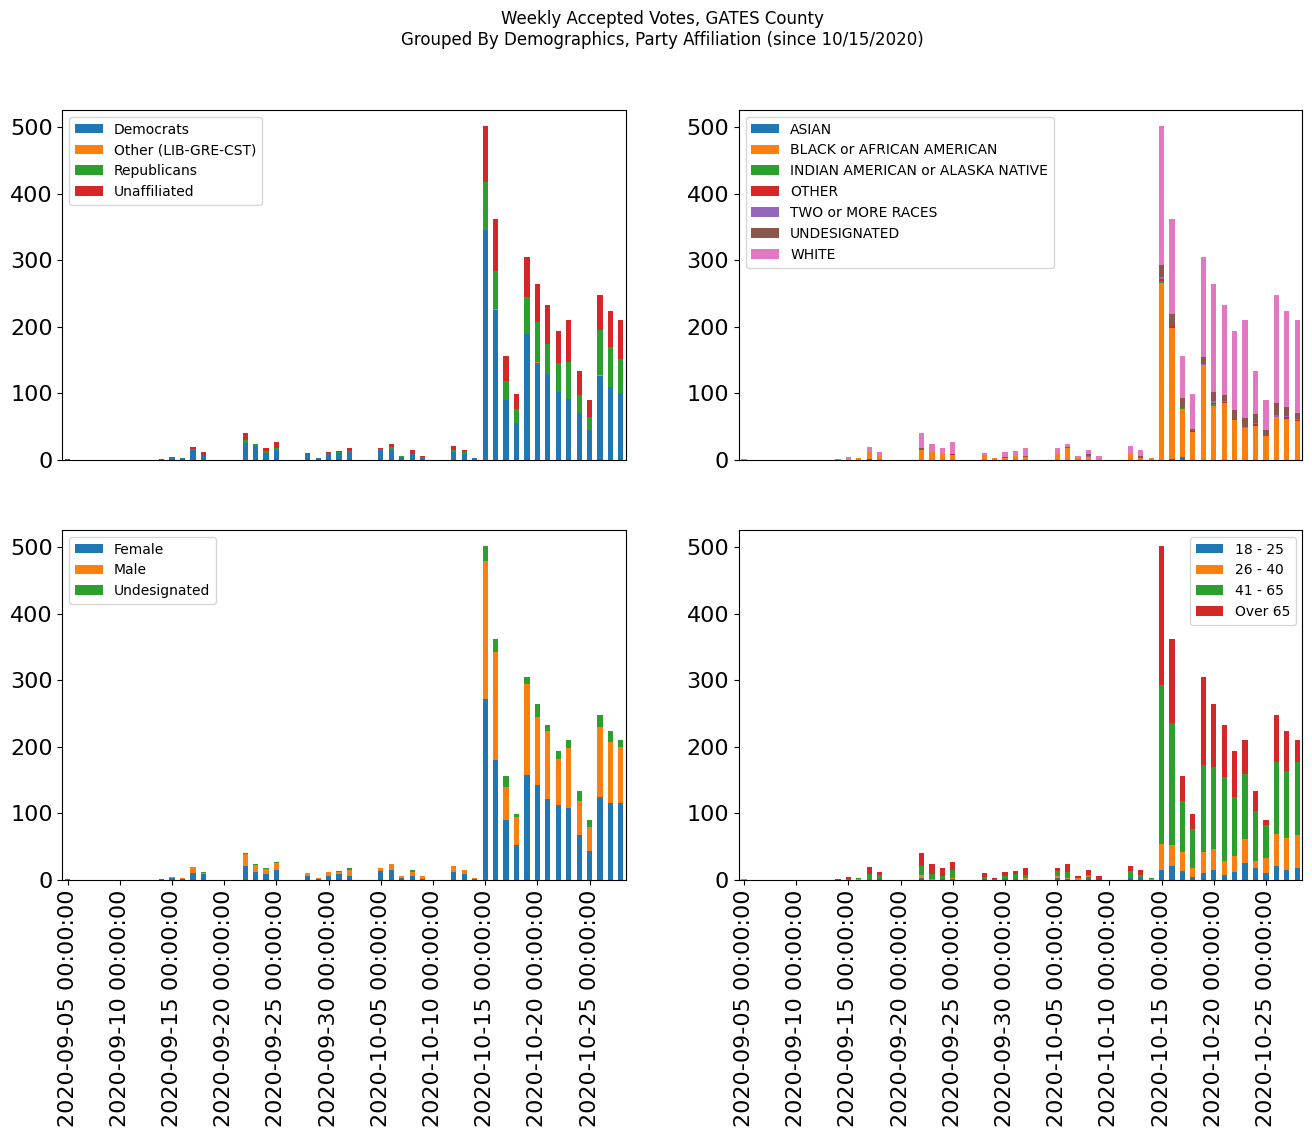 Weekly Accepted Votes, GATES County
Grouped By Demographics, Party Affiliation (since 10/15/2020)
500
400
300
200
100
0
Democrats
Other (LIB-GRE-CST)
Republicans
Unaffiliated
500
400
300
200
100
0
ASIAN
BLACK or AFRICAN AMERICAN
INDIAN AMERICAN or ALASKA NATIVE
OTHER
TWO or MORE RACES
UNDESIGNATED
WHITE
500
400
300
200
100
0
Female
Male
Undesignated
2020-09-05 00:00:00
2020-09-10 00:00:00
2020-09-15 00:00:00
2020-09-20 00:00:00
2020-09-25 00:00:00
2020-09-30 00:00:00
2020-10-05 00:00:00
2020-10-10 00:00:00
2020-10-15 00:00:00
2020-10-20 00:00:00
2020-10-25 00:00:00
500
400
300
200
100
0
18 - 25
26 - 40
41 - 65
Over 65
2020-09-05 00:00:00
2020-09-10 00:00:00
2020-09-15 00:00:00
2020-09-20 00:00:00
2020-09-25 00:00:00
2020-09-30 00:00:00
2020-10-05 00:00:00
2020-10-10 00:00:00
2020-10-15 00:00:00
2020-10-20 00:00:00
2020-10-25 00:00:00